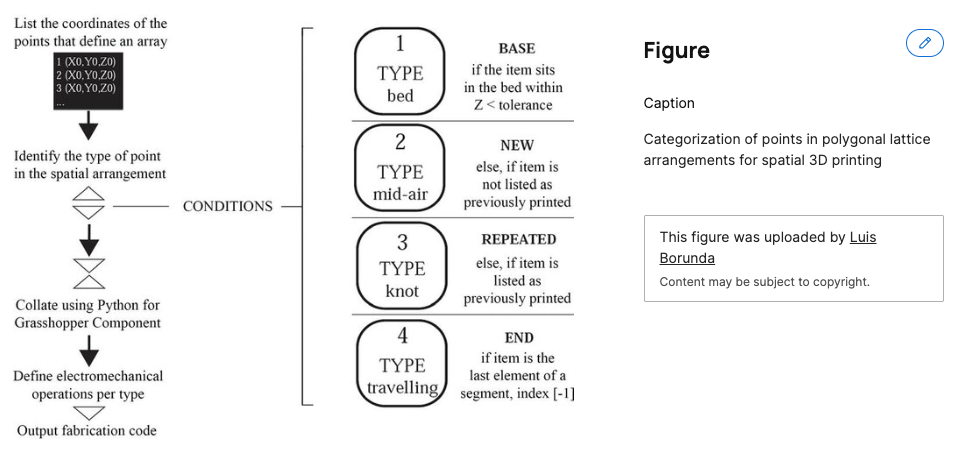 List the coordinates of the
points that define an array
1 (X0,Y0,Z0)
2 (X0,Y0,Z0)
3 (X0,Y0,Z0)
...
Identify the type of point
in the spatial arrangement
CONDITIONS
Collate using Python for
Grasshopper Component
Define electromechanical
operations per type
Output fabrication code
1
TYPE
bed
BASE
if the item sits
in the bed within
Z < tolerance
2
TYPE
mid-air
NEW
else, if item is
not listed as
previously printed
3
TYPE
knot
REPEATED
else, if item is
listed as
previously printed
4
TYPE
travelling
END
if item is the
last element of a
segment, index [-1]
Figure
Caption
Categorization of points in polygonal lattice
arrangements for spatial 3D printing
This figure was uploaded by Luis
Borunda
Content may be subject to copyright.